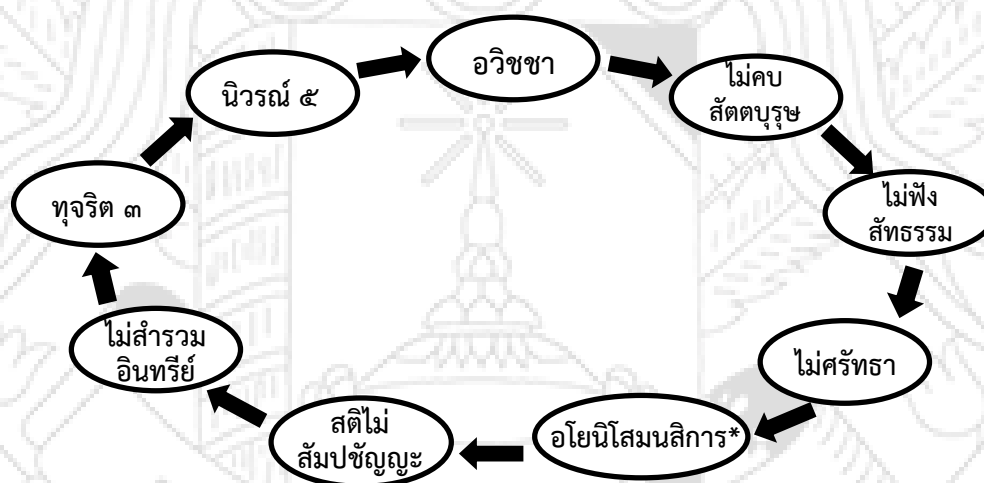 อวิชชา
ไม่คบ
สัตตบุรุษ
ไม่ฟัง
สัทธรรม
ไม่ศรัทธา
อโยนิโสมนสิการ*
สติไม่
สัมปชัญญะ
ไม่สำรวม
อินทรีย์
ทุจริต ๓
นิวรณ์ ๕